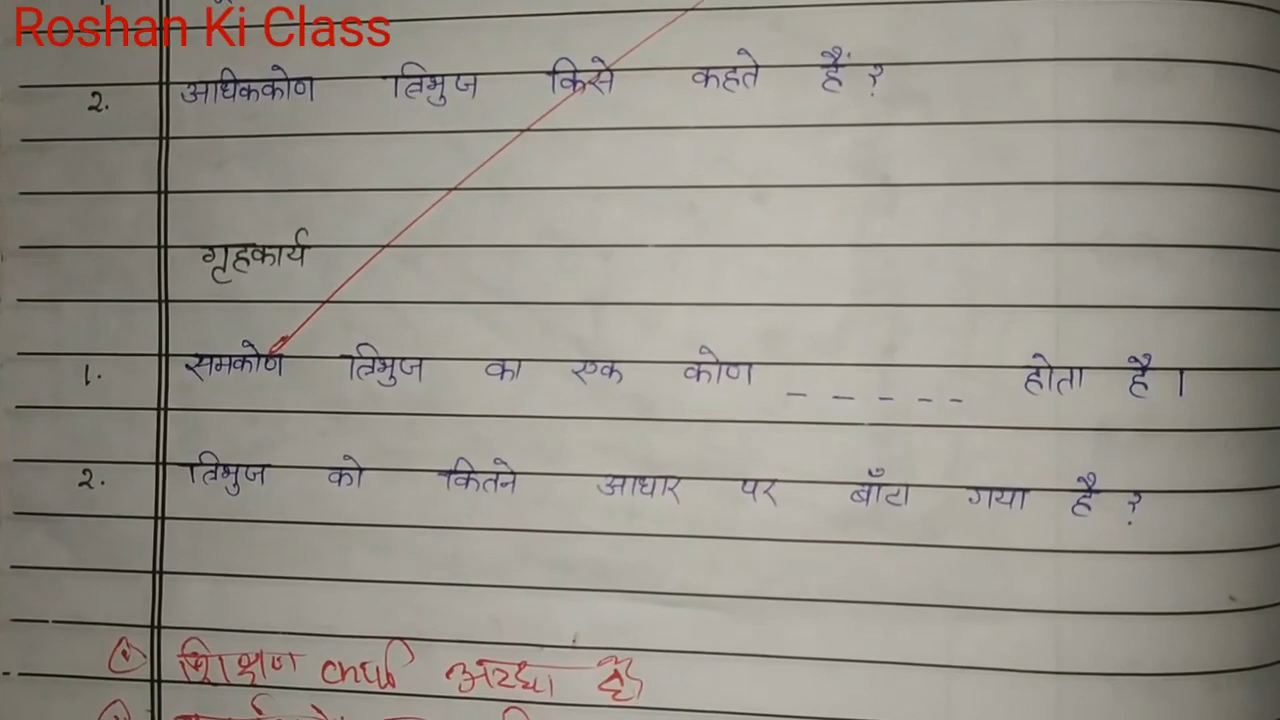 Roshan Ki Class
2. अधिककोण त्रिभुज किसे कहते हैं ?
गृहकार्य
1. समकोण त्रिभुज का एक कोण - - - - - होता है ।
2. त्रिभुज को कितने आधार पर बाँटा गया है ?
शिक्षण कार्य अच्छा है